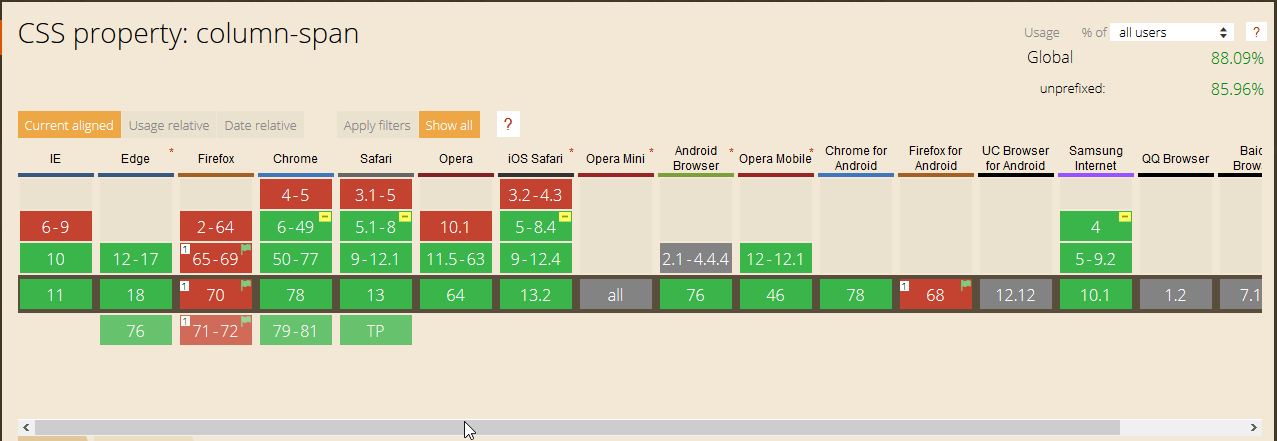 CSS property: column-span
Usage % of all users ?
Global 88.09%
unprefixed: 85.96%
Current aligned Usage relative Date relative Apply filters Show all ?
IE Edge * Firefox Chrome Safari Opera iOS Safari * Opera Mini * Android Browser * Opera Mobile * Chrome for Android Firefox for Android UC Browser for Android Samsung Internet QQ Browser Baid Brows
4-5 3.1-5 3.2-4.3
6-9 2-64 6-49 - 5.1-8 - 10.1 5-8.4 - 4 -
10 12-17 1 65-69 50-77 9-12.1 11.5-63 9-12.4 2.1-4.4.4 12-12.1 5-9.2
11 18 1 70 78 13 64 13.2 all 76 46 78 1 68 12.12 10.1 1.2 7.1
76 1 71-72 79-81 TP